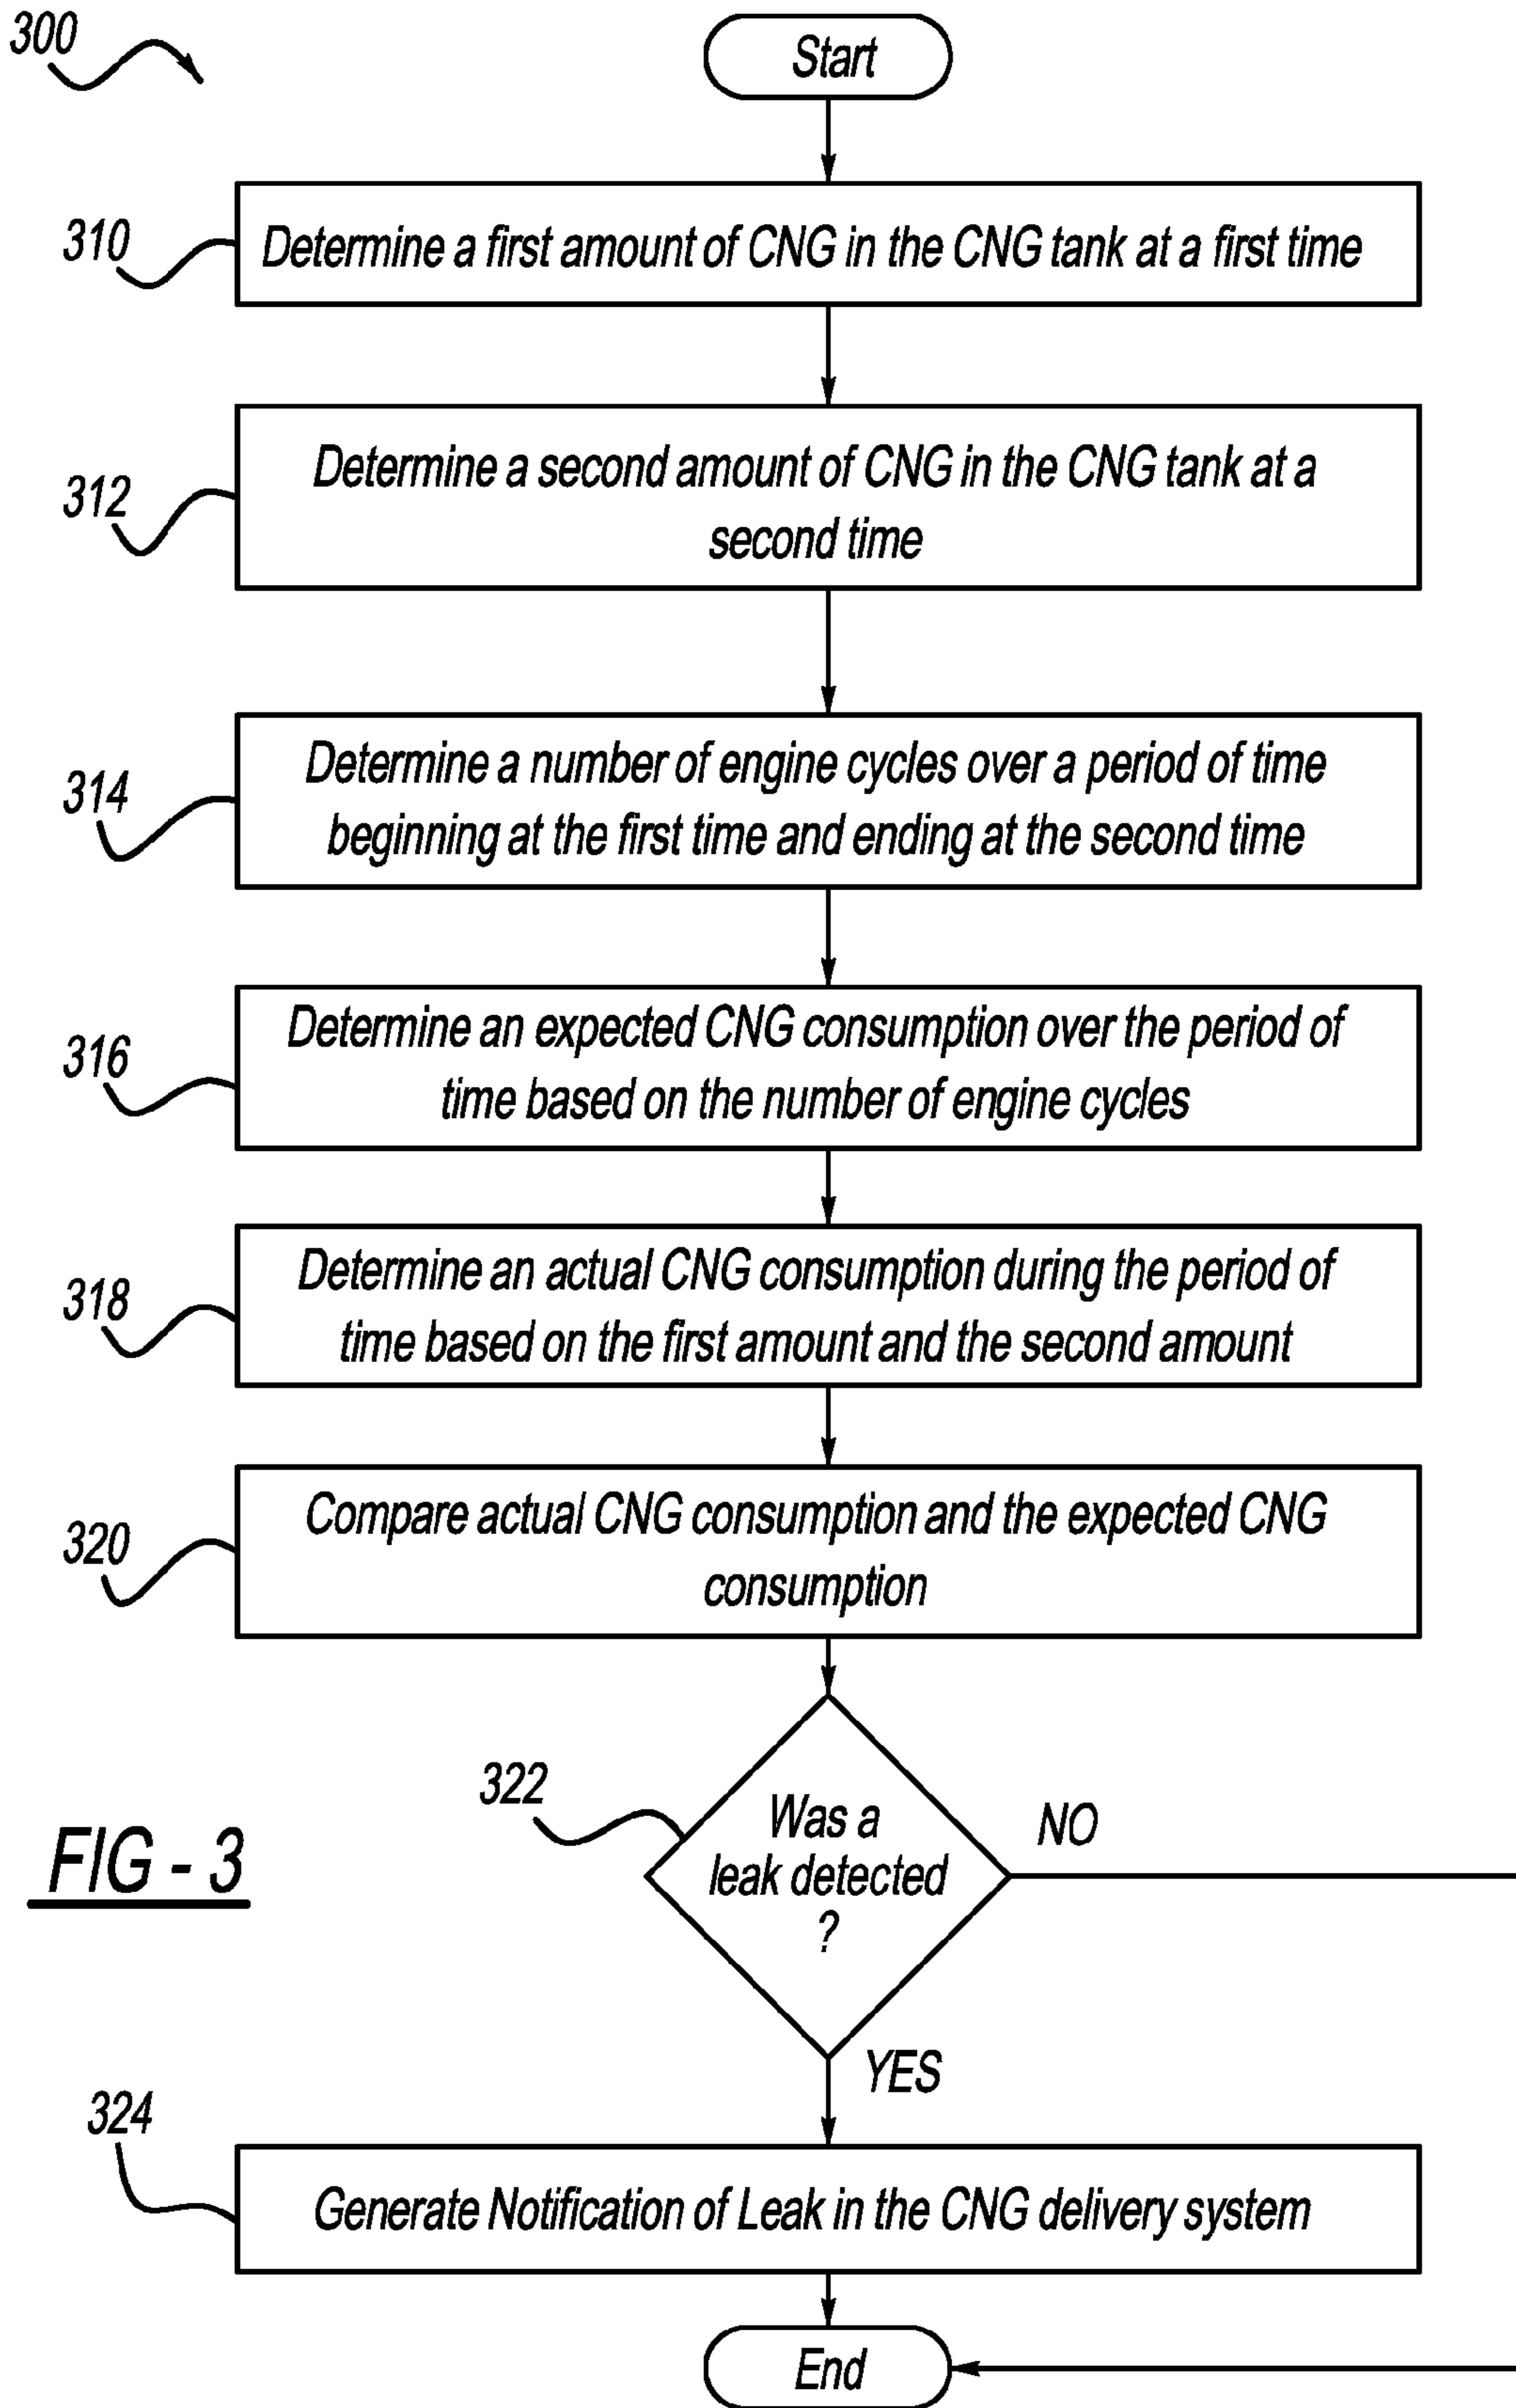 300
Start
310
Determine a first amount of CNG in the CNG tank at a first time
312
Determine a second amount of CNG in the CNG tank at a
second time
314
Determine a number of engine cycles over a period of time
beginning at the first time and ending at the second time
316
Determine an expected CNG consumption over the period of
time based on the number of engine cycles
318
Determine an actual CNG consumption during the period of
time based on the first amount and the second amount
320
Compare actual CNG consumption and the expected CNG
consumption
322
Was a
leak detected
?
NO
FIG - 3
YES
324
Generate Notification of Leak in the CNG delivery system
End